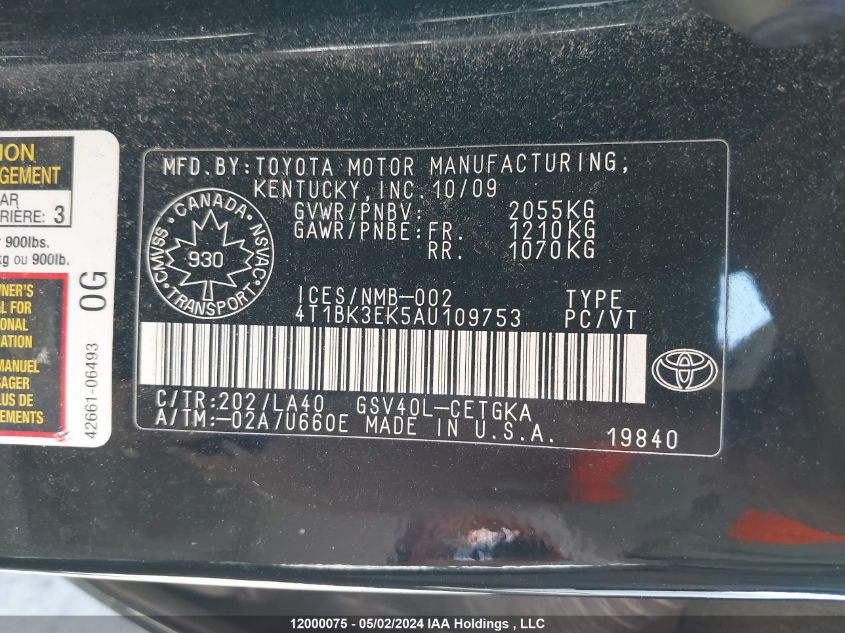 ION
GEMENT
AR
RIÈRE: 3
r 900lbs.
kg ou 900lb.
NER'S
L FOR
ONAL
ATION
MANUEL
SAGER
LUS DE
EMENTS
42661-06493 0G
MFD. BY: TOYOTA MOTOR MANUFACTURING,
KENTUCKY, INC. 10/09
GVWR/PNBV: 2055KG
GAWR/PNBE: FR. 1210KG
RR. 1070KG
CANADA
CMVSS 930 NSVAC
TRANSPORT
ICES/NMB-002 TYPE
4T1BK3EK5AU109753 PC/VT
C/TR: 202/LA40 GSV40L-CETGKA
A/TM: -02A/U660E MADE IN U.S.A. 19840
12000075 - 05/02/2024 IAA Holdings , LLC